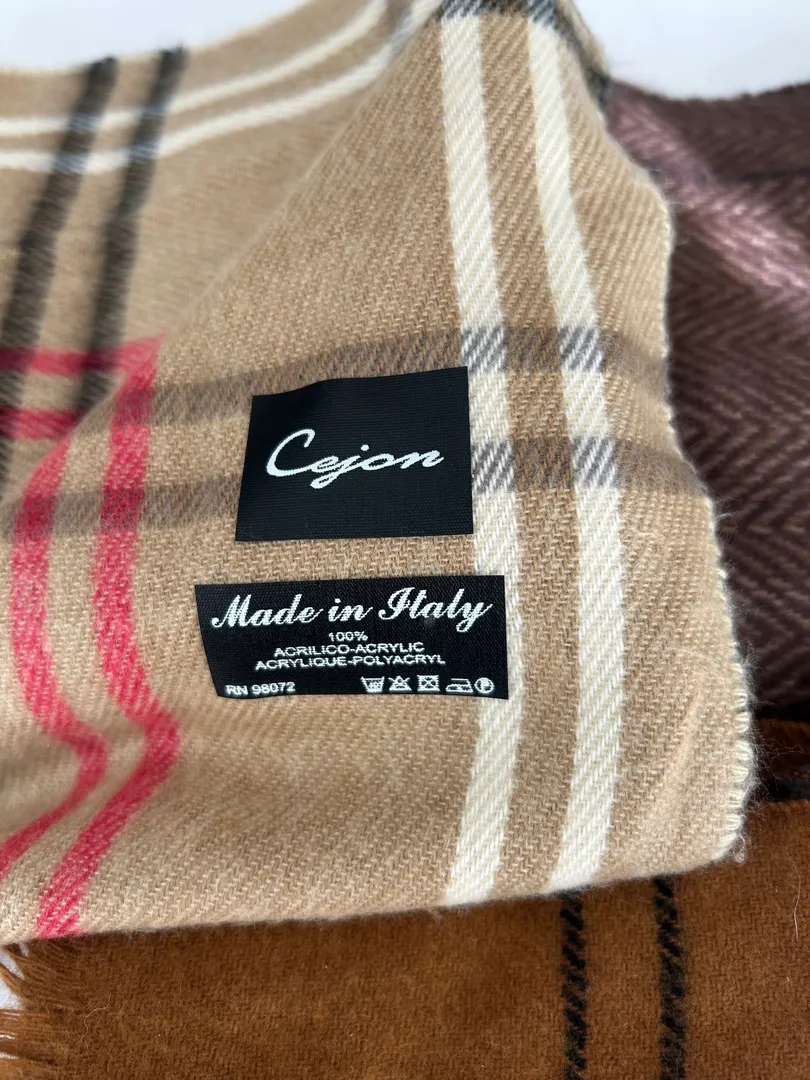 Cejon
Made in Italy
100%
ACRILICO-ACRYLIC
ACRYLIQUE-POLYACRYL
RN 98072